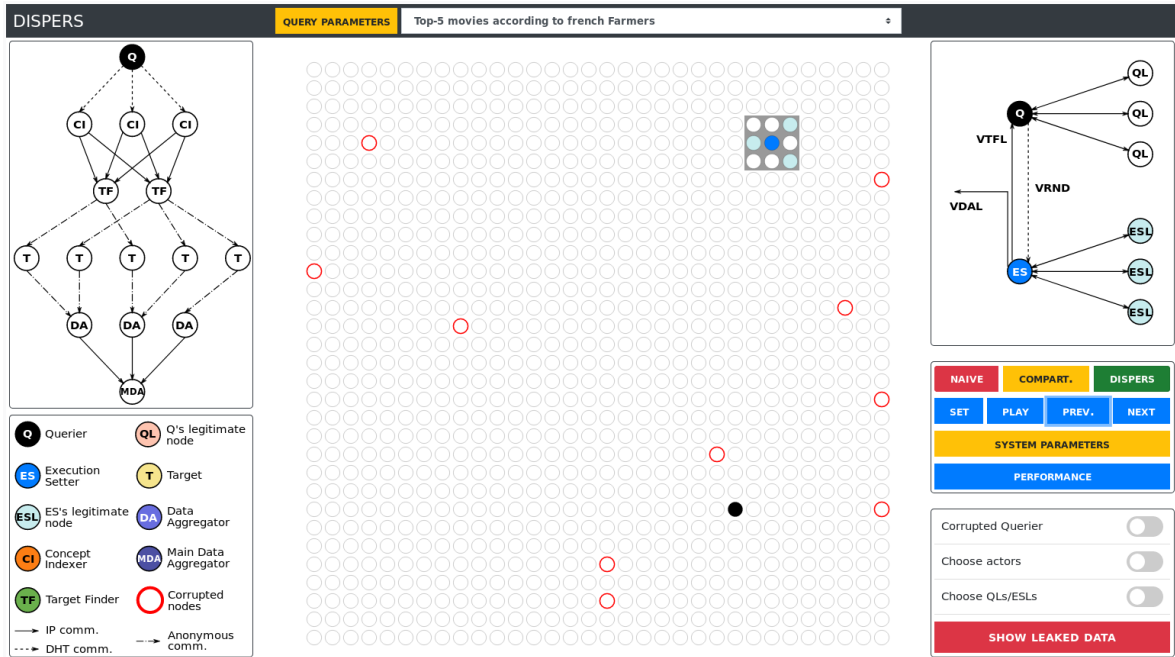 DISPERS
QUERY PARAMETERS
Top-5 movies according to french Farmers
Q
CI CI CI
TF TF
T T T T T
DA DA DA
MDA
Q Querier
QL Q's legitimate node
ES Execution Setter
T Target
ESL ES's legitimate node
DA Data Aggregator
CI Concept Indexer
MDA Main Data Aggregator
TF Target Finder
Corrupted nodes
IP comm.
DHT comm.
Anonymous comm.
QL
Q QL
VTFL QL
VRND
VDAL
ESL
ES ESL
ESL
NAIVE COMPART. DISPERS
SET PLAY PREV. NEXT
SYSTEM PARAMETERS
PERFORMANCE
Corrupted Querier
Choose actors
Choose QLs/ESLs
SHOW LEAKED DATA